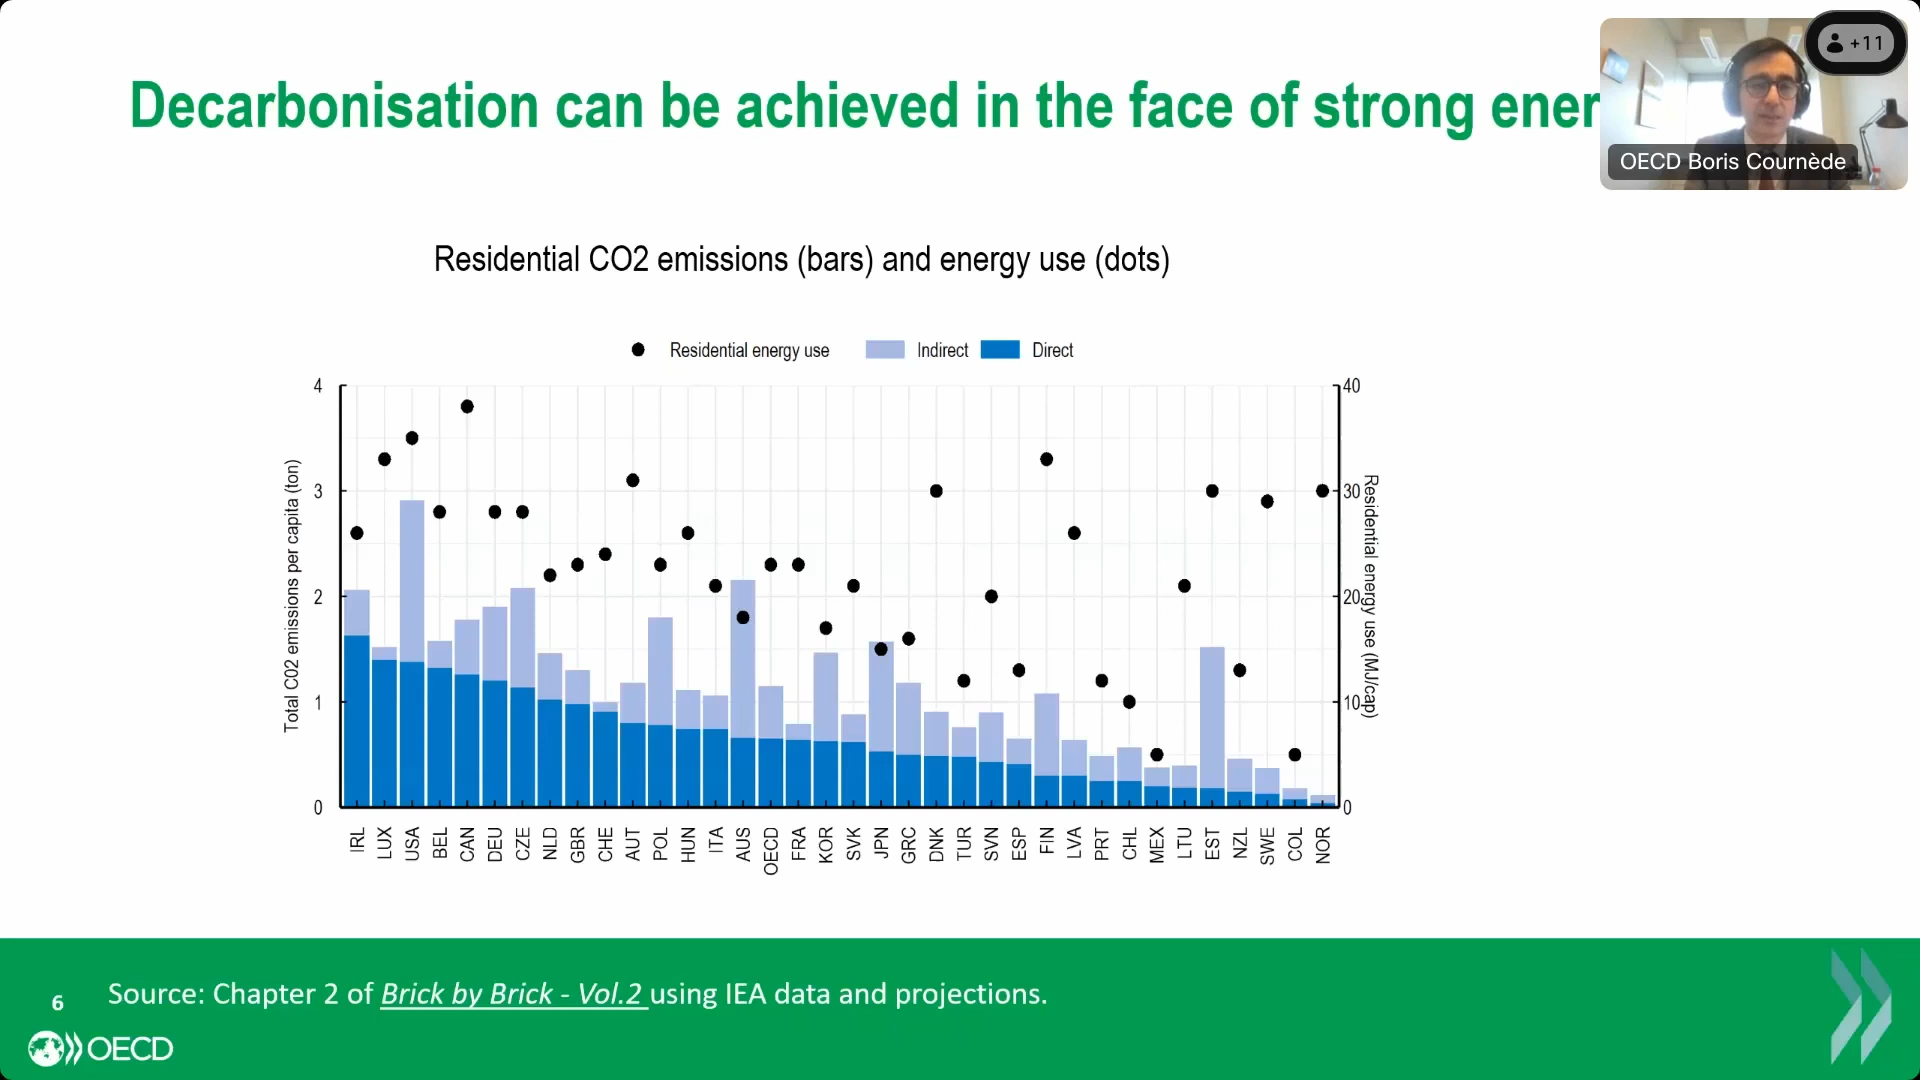 Decarbonisation can be achieved in the face of strong ener
+11
OECD Boris Cournède
Residential CO2 emissions (bars) and energy use (dots)
Residential energy use
Indirect
Direct
Total C02 emissions per capita (ton)
4
3
2
1
0
40
30
20
10
0
Residential energy use (MJ/cap)
IRL LUX USA BEL CAN DEU CZE NLD GBR CHE AUT POL HUN ITA AUS OECD FRA KOR SVK JPN GRC DNK TUR SVN ESP FIN LVA PRT CHL MEX LTU EST NZL SWE COL NOR
6
Source: Chapter 2 of Brick by Brick - Vol.2 using IEA data and projections.
OECD